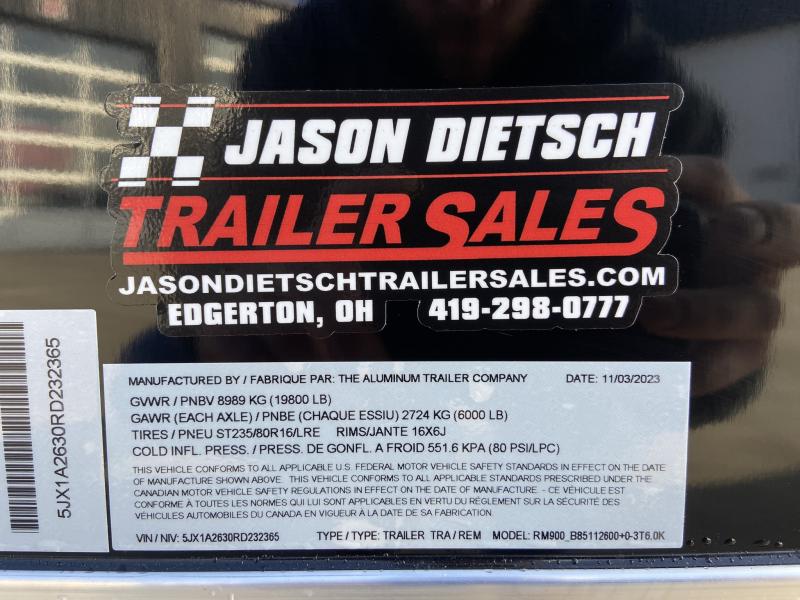 JASON DIETSCH
TRAILER SALES
JASONDIETSCHTRAILERSALES.COM
EDGERTON, OH 419-298-0777
5JX1A2630RD232365
MANUFACTURED BY / FABRIQUE PAR: THE ALUMINUM TRAILER COMPANY DATE: 11/03/2023
GVWR / PNBV 8989 KG (19800 LB)
GAWR (EACH AXLE) / PNBE (CHAQUE ESSIU) 2724 KG (6000 LB)
TIRES / PNEU ST235/80R16/LRE RIMS/JANTE 16X6J
COLD INFL. PRESS. / PRESS. DE GONFL. A FROID 551.6 KPA (80 PSI/LPC)
THIS VEHICLE CONFORMS TO ALL APPLICABLE U.S. FEDERAL MOTOR VEHICLE SAFETY STANDARDS IN EFFECT ON THE DATE
OF MANUFACTURE SHOWN ABOVE. THIS VEHICLE CONFORMS TO ALL APPLICABLE STANDARDS PRESCRIBED UNDER THE
CANADIAN MOTOR VEHICLE SAFETY REGULATIONS IN EFFECT ON THE DATE OF MANUFACTURE. - CE VÉHICULE EST
CONFORME À TOUTES LES NORMES QUI LUI SONT APPLICABLES EN VERTU DU RÈGLEMENT SUR LA SÉCURITÉ DES
VÉHICULES AUTOMOBILES DU CANADA EN VIGUEUR À LA DATE DE SA FABRICATION.
VIN / NIV: 5JX1A2630RD232365 TYPE / TYPE: TRAILER TRA / REM MODEL: RM900_B85112600+0-3T6.0K